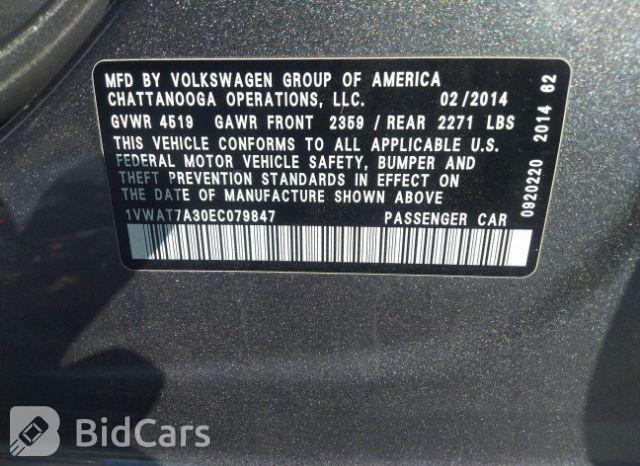 MFD BY VOLKSWAGEN GROUP OF AMERICA
CHATTANOOGA OPERATIONS, LLC. 02/2014
GVWR 4519 GAWR FRONT 2359 / REAR 2271 LBS
THIS VEHICLE CONFORMS TO ALL APPLICABLE U.S.
FEDERAL MOTOR VEHICLE SAFETY, BUMPER AND
THEFT PREVENTION STANDARDS IN EFFECT ON
THE DATE OF MANUFACTURE SHOWN ABOVE
1VWAT7A30EC079847 PASSENGER CAR
0920220 2014 62
BidCars